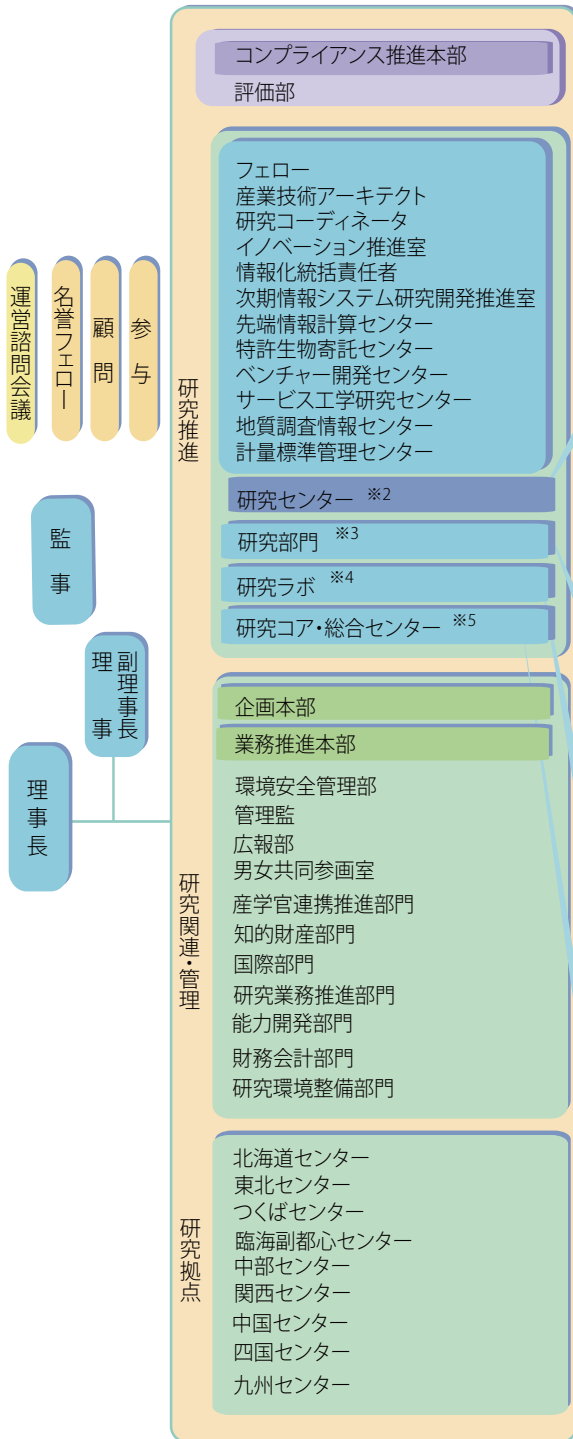 コンプライアンス推進本部
評価部
フェロー
産業技術アーキテクト
研究コーディネータ
イノベーション推進室
情報化統括責任者
次期情報システム研究開発推進室
先端情報計算センター
特許生物寄託センター
ベンチャー開発センター
サービス工学研究センター
地質調査情報センター
計量標準管理センター
研究センター ※2
研究部門 ※3
研究ラボ ※4
研究コア・総合センター ※5
研究推進
運営諮問会議
名誉フェロー
顧問
参与
監事
副理事長
理事
理事長
企画本部
業務推進本部
環境安全管理部
管理監
広報部
男女共同参画室
産学官連携推進部門
知的財産部門
国際部門
研究業務推進部門
能力開発部門
財務会計部門
研究環境整備部門
研究関連・管理
北海道センター
東北センター
つくばセンター
臨海副都心センター
中部センター
関西センター
中国センター
四国センター
九州センター
研究拠点